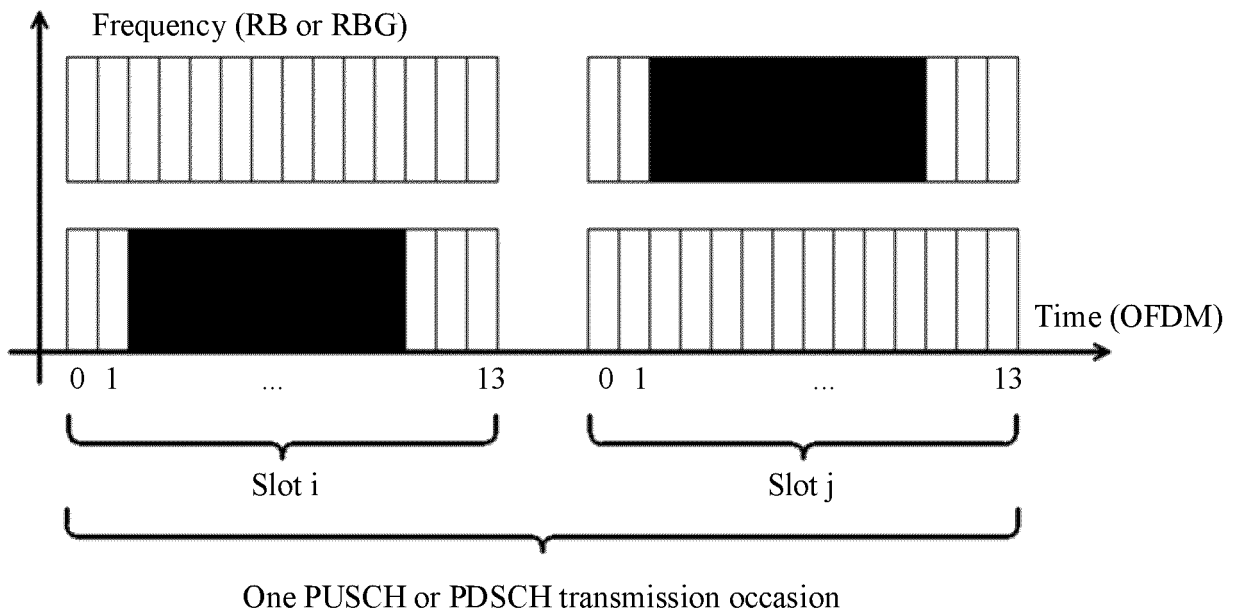 Frequency (RB or RBG)
Time (OFDM)
0 1 ... 13 0 1 ... 13
Slot i Slot j
One PUSCH or PDSCH transmission occasion